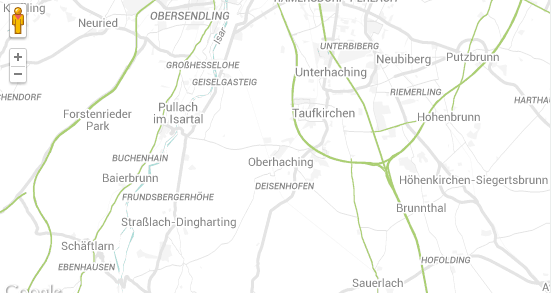 OBERSENDLING
Neuried
Isar
UNTERBIBERG
Putzbrunn
Neubiberg
GROßHESSELOHE
Unterhaching
GEISELGASTEIG
RIEMERLING
Pullach
im Isartal
Forstenrieder
Park
Taufkirchen
Hohenbrunn
BUCHENHAIN
Oberhaching
Baierbrunn
DEISENHOFEN
Höhenkirchen-Siegertsbrunn
FRUNDSBERGERHÖHE
Brunnthal
Straßlach-Dingharting
Schäftlarn
HOFOLDING
EBENHAUSEN
Sauerlach
Google